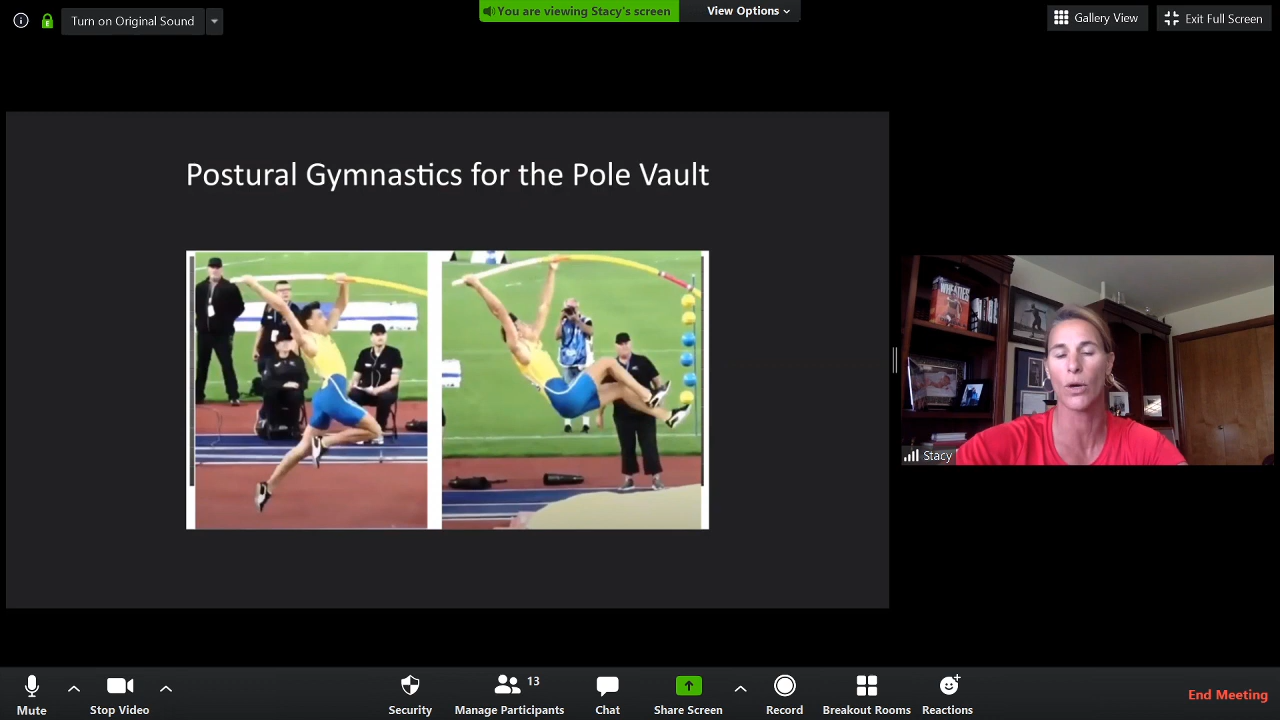 Turn on Original Sound
You are viewing Stacy's screen
View Options
Gallery View
Exit Full Screen
Postural Gymnastics for the Pole Vault
WHEATIES
Stacy
Mute
Stop Video
Security
Manage Participants
13
Chat
Share Screen
Record
Breakout Rooms
Reactions
End Meeting